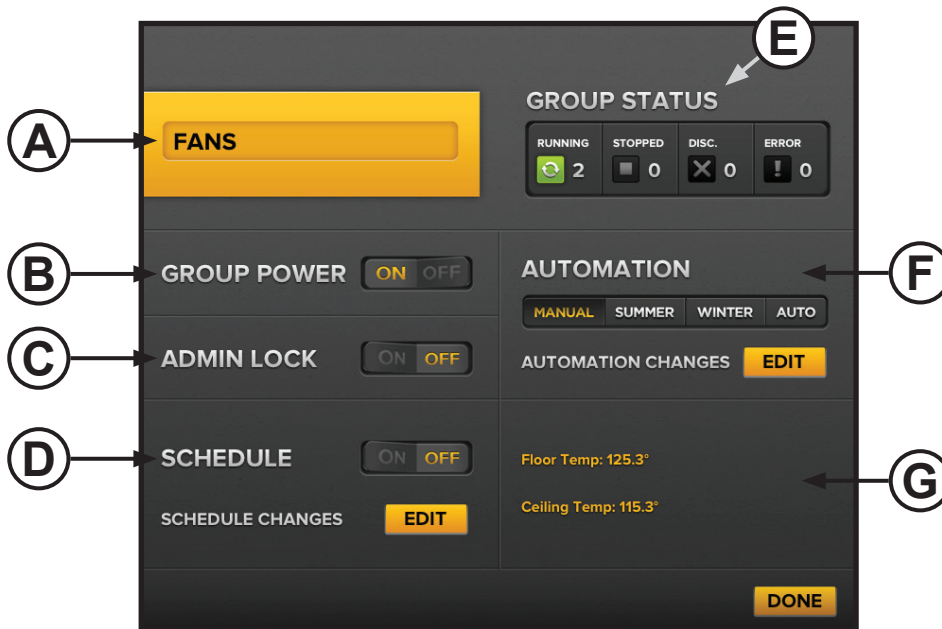 E
GROUP STATUS
A
FANS
RUNNING STOPPED DISC. ERROR
2 0 0 ! 0
B
GROUP POWER ON OFF
AUTOMATION
F
MANUAL SUMMER WINTER AUTO
C
ADMIN LOCK ON OFF
AUTOMATION CHANGES EDIT
D
SCHEDULE ON OFF
Floor Temp: 125.3°
G
SCHEDULE CHANGES EDIT
Ceiling Temp: 115.3°
DONE